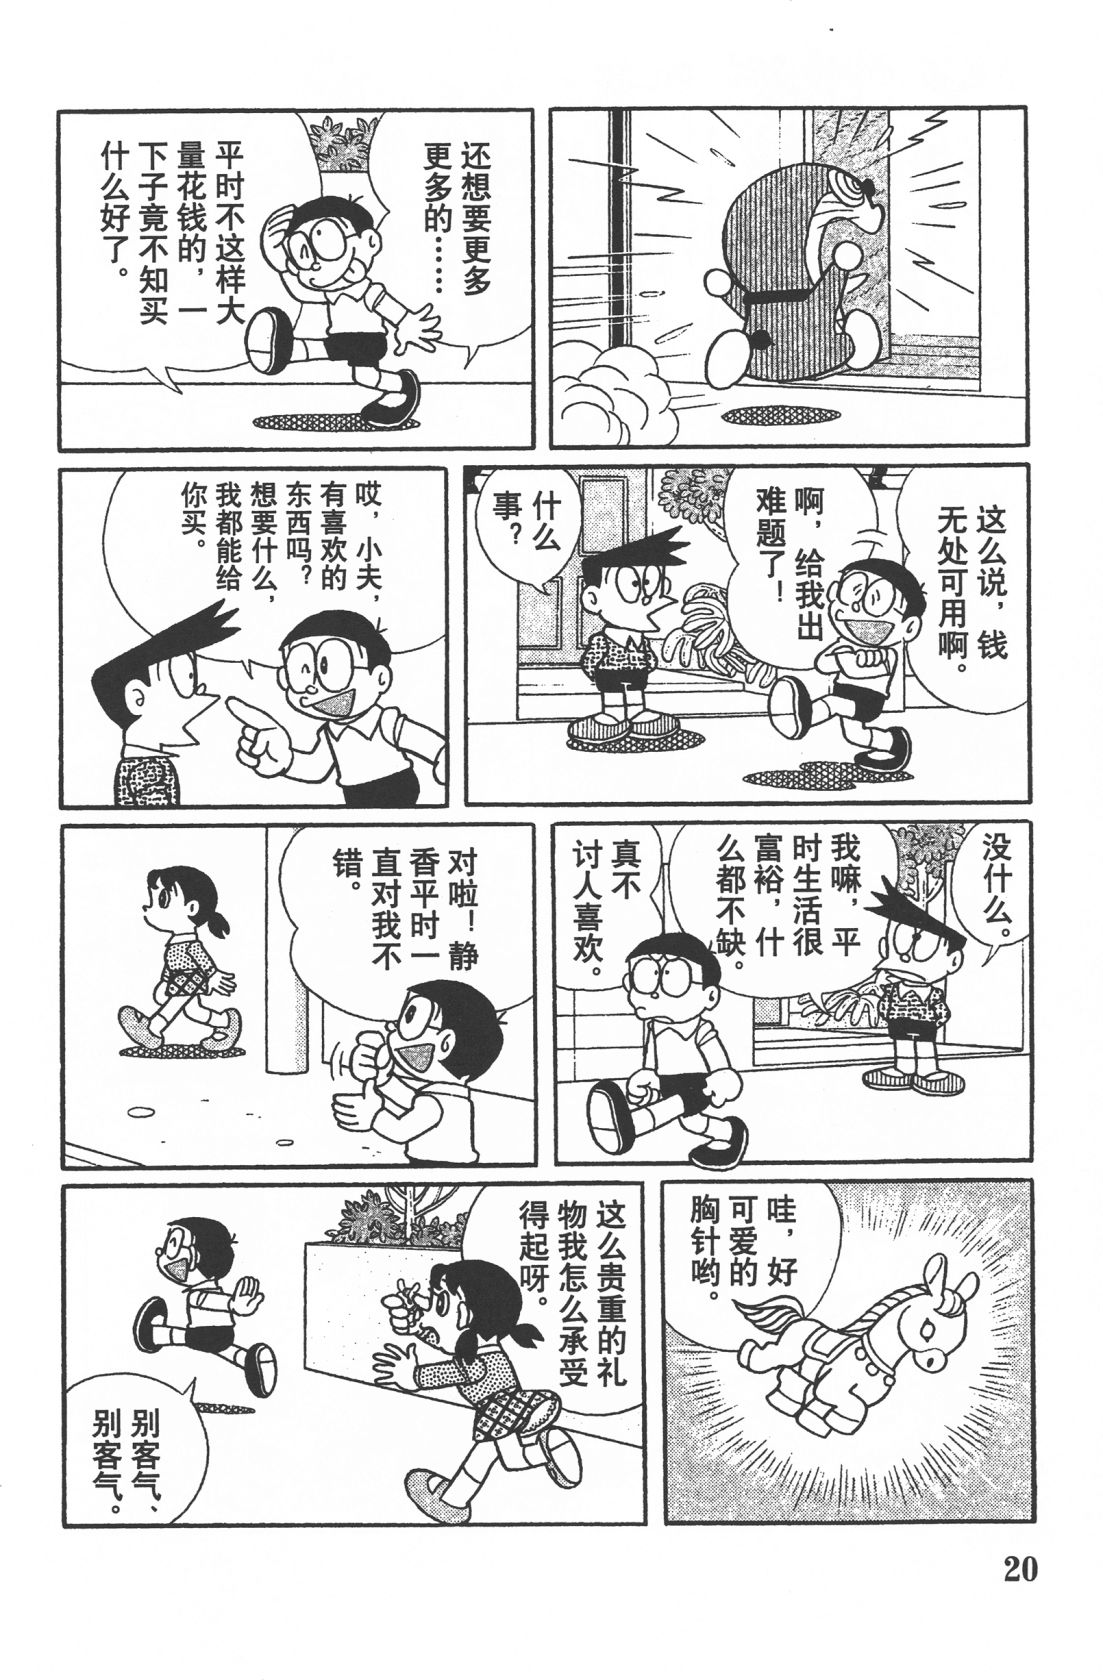 还想要更多
更多的……
平时不这样大
量花钱的，一
下子竟不知买
什么好了。
这么说，钱
无处可用啊。
啊，给我出
难题了！
什么
事？
哎，小夫，
有喜欢的
东西吗？
想要什么，
我都能给
你买。
没什么。
我嘛，平
时生活很
富裕，什
么都不缺。
真不
讨人喜欢。
对啦！静
香平时一
直对我不
错。
哇，好
可爱的
胸针哟。
这么贵重的礼
物我怎么承受
得起呀。
别客气、
别客气。
20